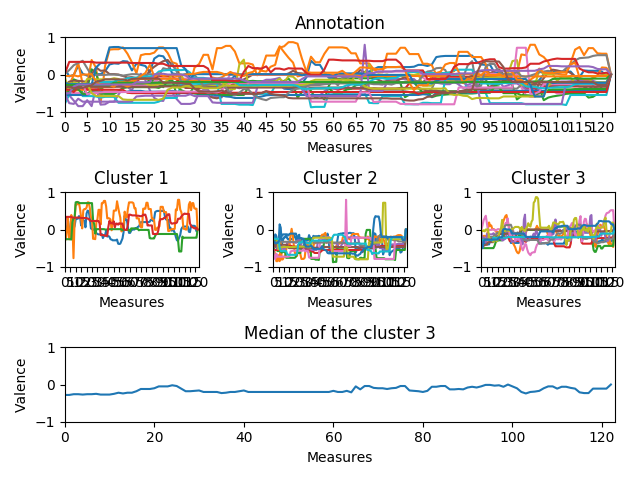 Annotation
Valence
1
0
−1
0 5 10 15 20 25 30 35 40 45 50 55 60 65 70 75 80 85 90 95 100 105 110 115 120
Measures
Cluster 1 Cluster 2 Cluster 3
Valence Valence Valence
1 1 1
0 0 0
−1 −1 −1
Measures Measures Measures
Median of the cluster 3
Valence
1
0
−1
0 20 40 60 80 100 120
Measures